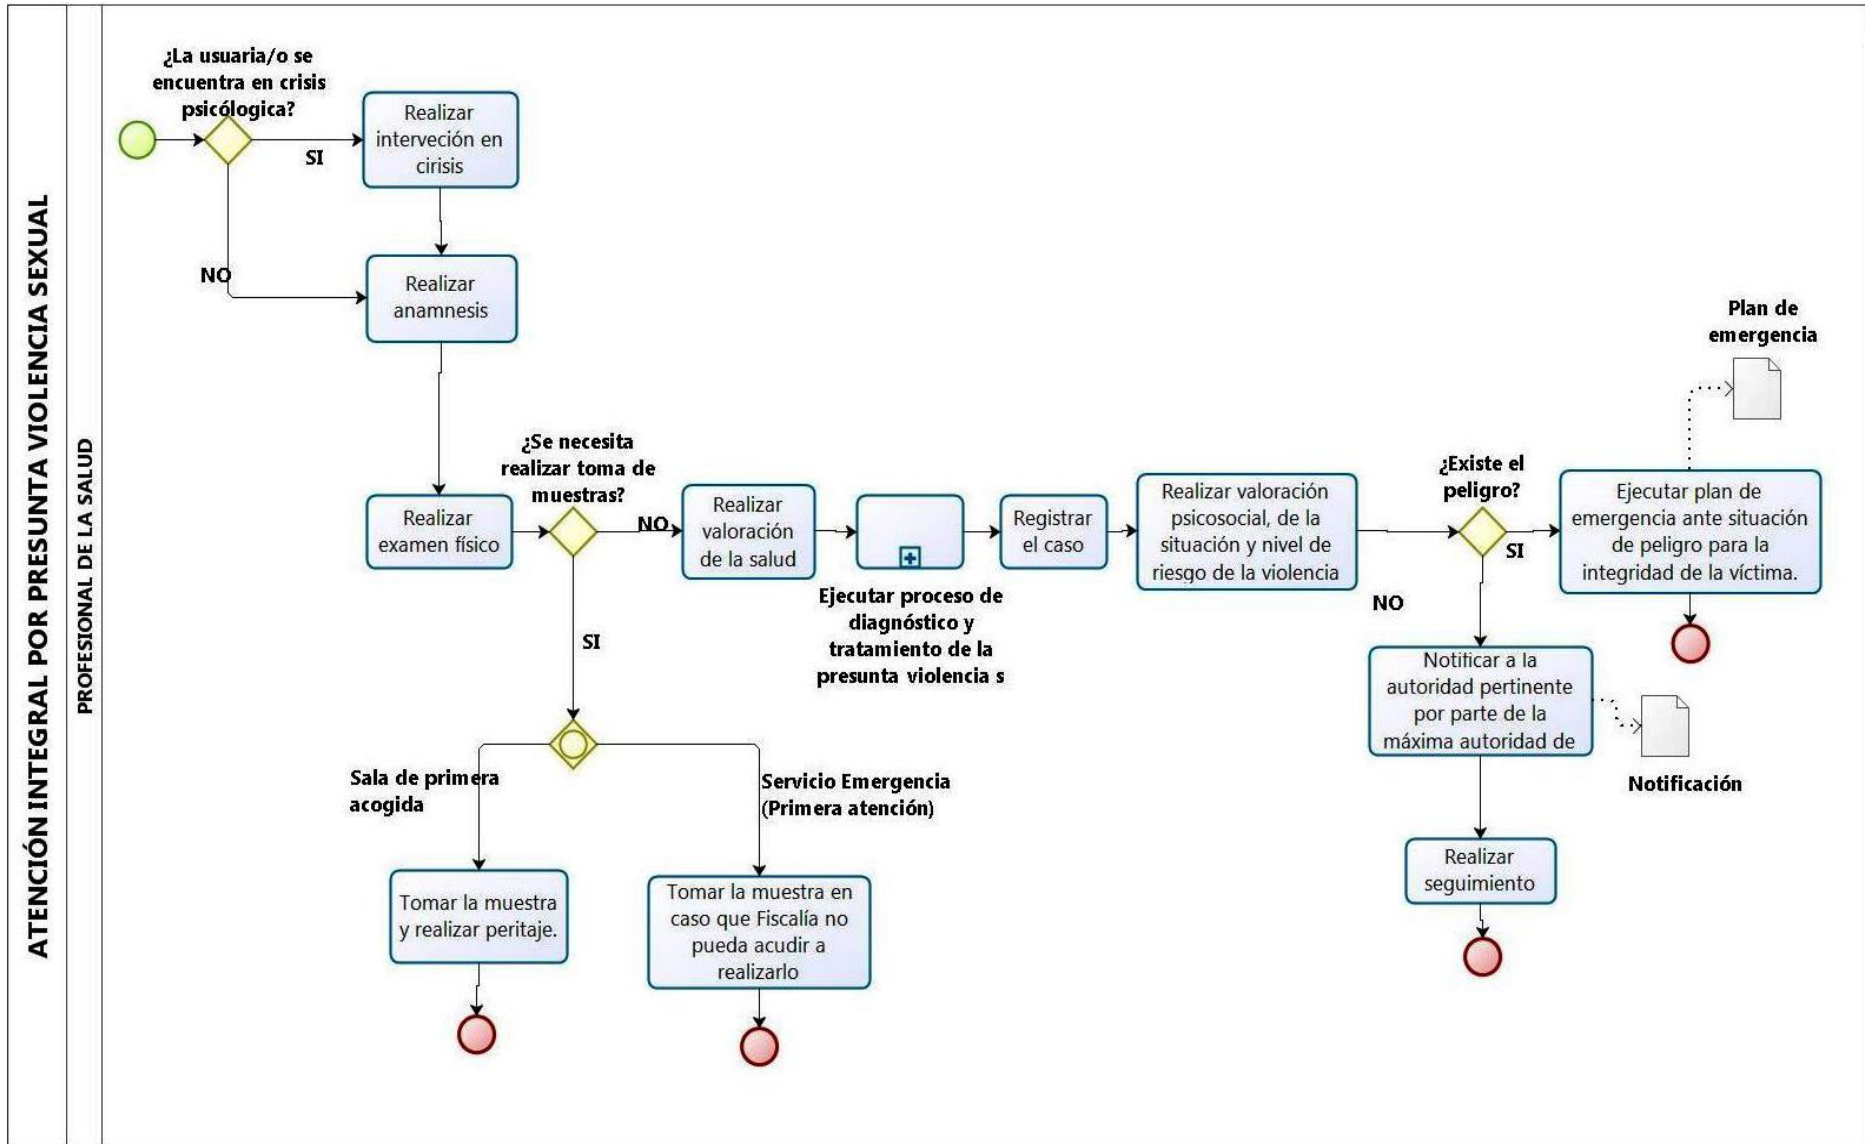 ATENCIÓN INTEGRAL POR PRESUNTA VIOLENCIA SEXUAL
PROFESIONAL DE LA SALUD
¿La usuaria/o se
encuentra en crisis
psicólogica?
SI
NO
Realizar
interveción en
cirisis
Realizar
anamnesis
Realizar
examen físico
¿Se necesita
realizar toma de
muestras?
NO
SI
Realizar
valoración
de la salud
Ejecutar proceso de
diagnóstico y
tratamiento de la
presunta violencia s
Registrar
el caso
Realizar valoración
psicosocial, de la
situación y nivel de
riesgo de la violencia
¿Existe el
peligro?
SI
NO
Ejecutar plan de
emergencia ante situación
de peligro para la
integridad de la víctima.
Plan de
emergencia
Notificar a la
autoridad pertinente
por parte de la
máxima autoridad de
Notificación
Realizar
seguimiento
Sala de primera
acogida
Servicio Emergencia
(Primera atención)
Tomar la muestra
y realizar peritaje.
Tomar la muestra en
caso que Fiscalía no
pueda acudir a
realizarlo